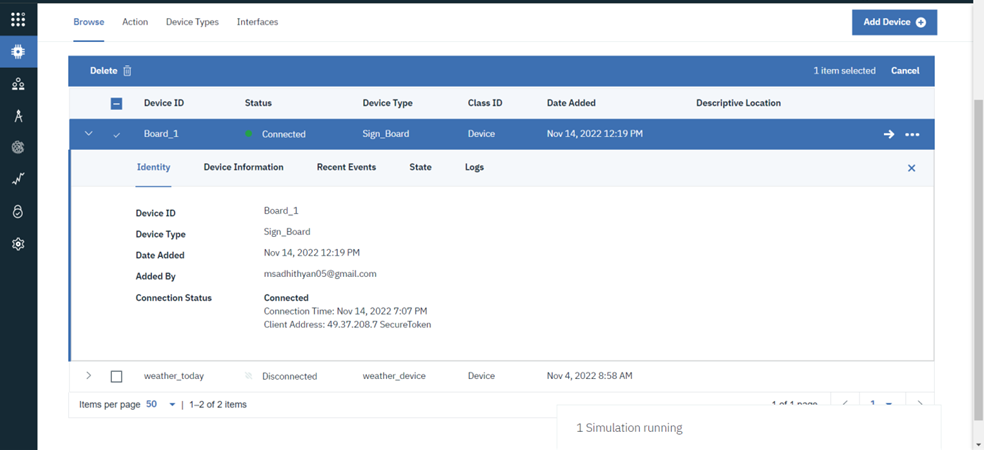 Browse Action Device Types Interfaces Add Device
Delete 1 item selected Cancel
Device ID Status Device Type Class ID Date Added Descriptive Location
Board_1 Connected Sign_Board Device Nov 14, 2022 12:19 PM
Identity Device Information Recent Events State Logs
Device ID Board_1
Device Type Sign_Board
Date Added Nov 14, 2022 12:19 PM
Added By msadhithyan05@gmail.com
Connection Status Connected
Connection Time: Nov 14, 2022 7:07 PM
Client Address: 49.37.208.7 SecureToken
weather_today Disconnected weather_device Device Nov 4, 2022 8:58 AM
Items per page 50 | 1–2 of 2 items 1 of 1 page 1
1 Simulation running